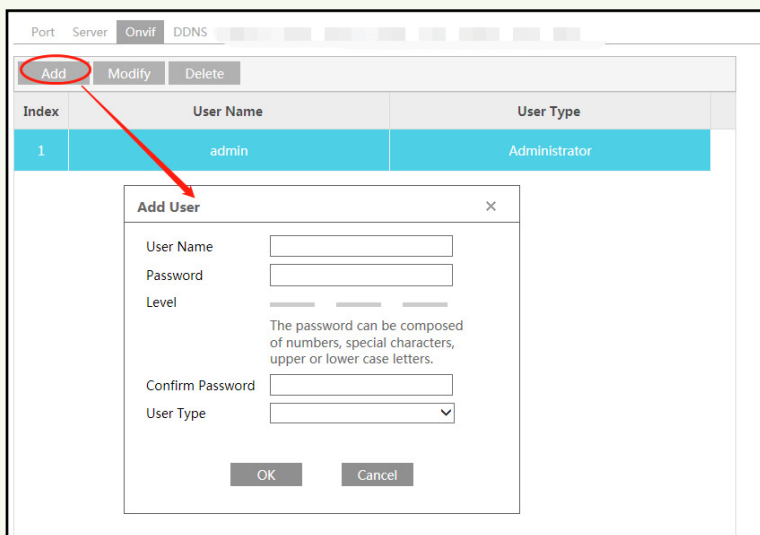 Port Server Onvif DDNS
Add Modify Delete
Index User Name User Type
1 admin Administrator
Add User ×
User Name
Password
Level
The password can be composed
of numbers, special characters,
upper or lower case letters.
Confirm Password
User Type
OK Cancel